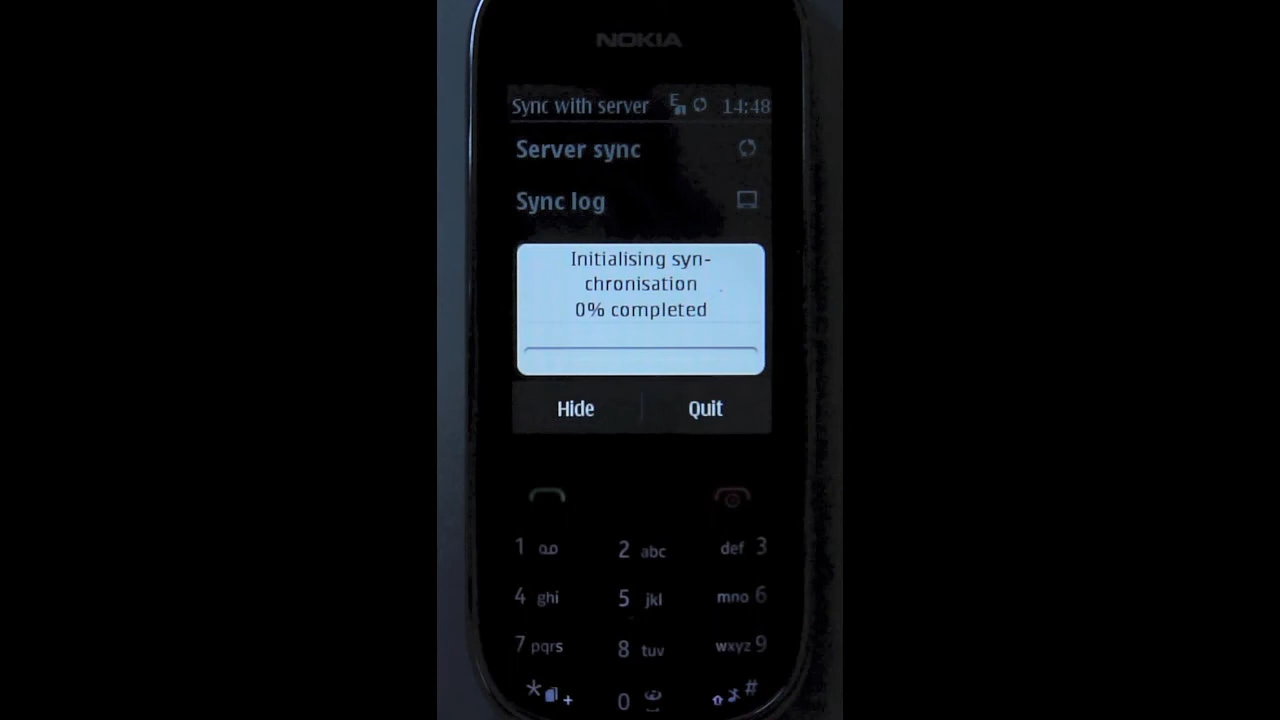 NOKIA
Sync with server E 14:48
Server sync
Sync log
Initialising syn-
chronisation
0% completed
Hide Quit
1 2 abc def 3
4 ghi 5 jkl mno 6
7 pqrs 8 tuv wxyz 9
* + 0 #